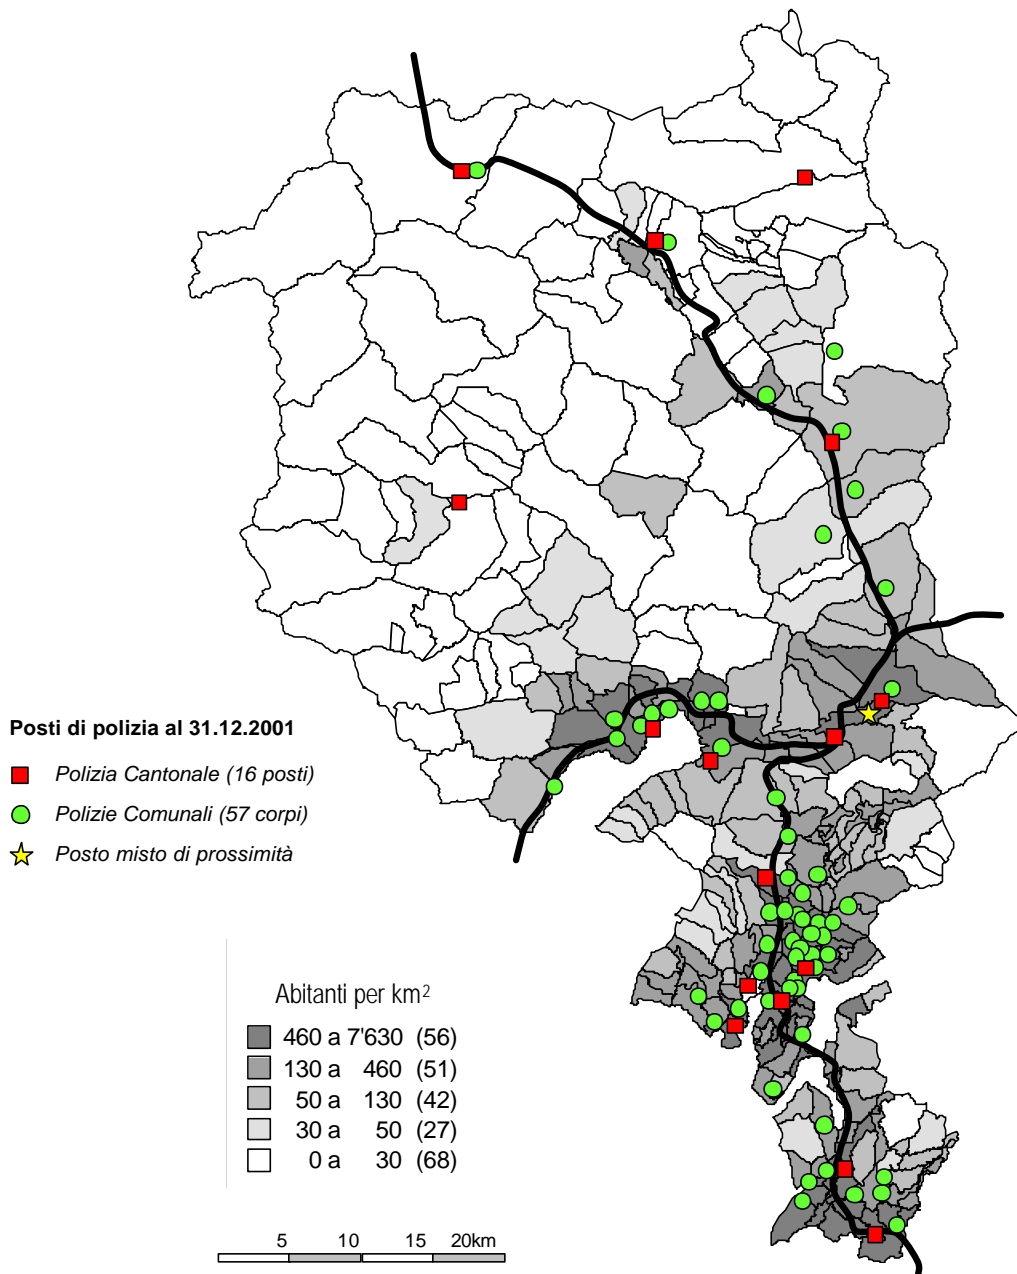 Posti di polizia al 31.12.2001
Polizia Cantonale (16 posti)
Polizie Comunali (57 corpi)
Posto misto di prossimità
Abitanti per km²
460 a 7'630 (56)
130 a 460 (51)
50 a 130 (42)
30 a 50 (27)
0 a 30 (68)
5 10 15 20km